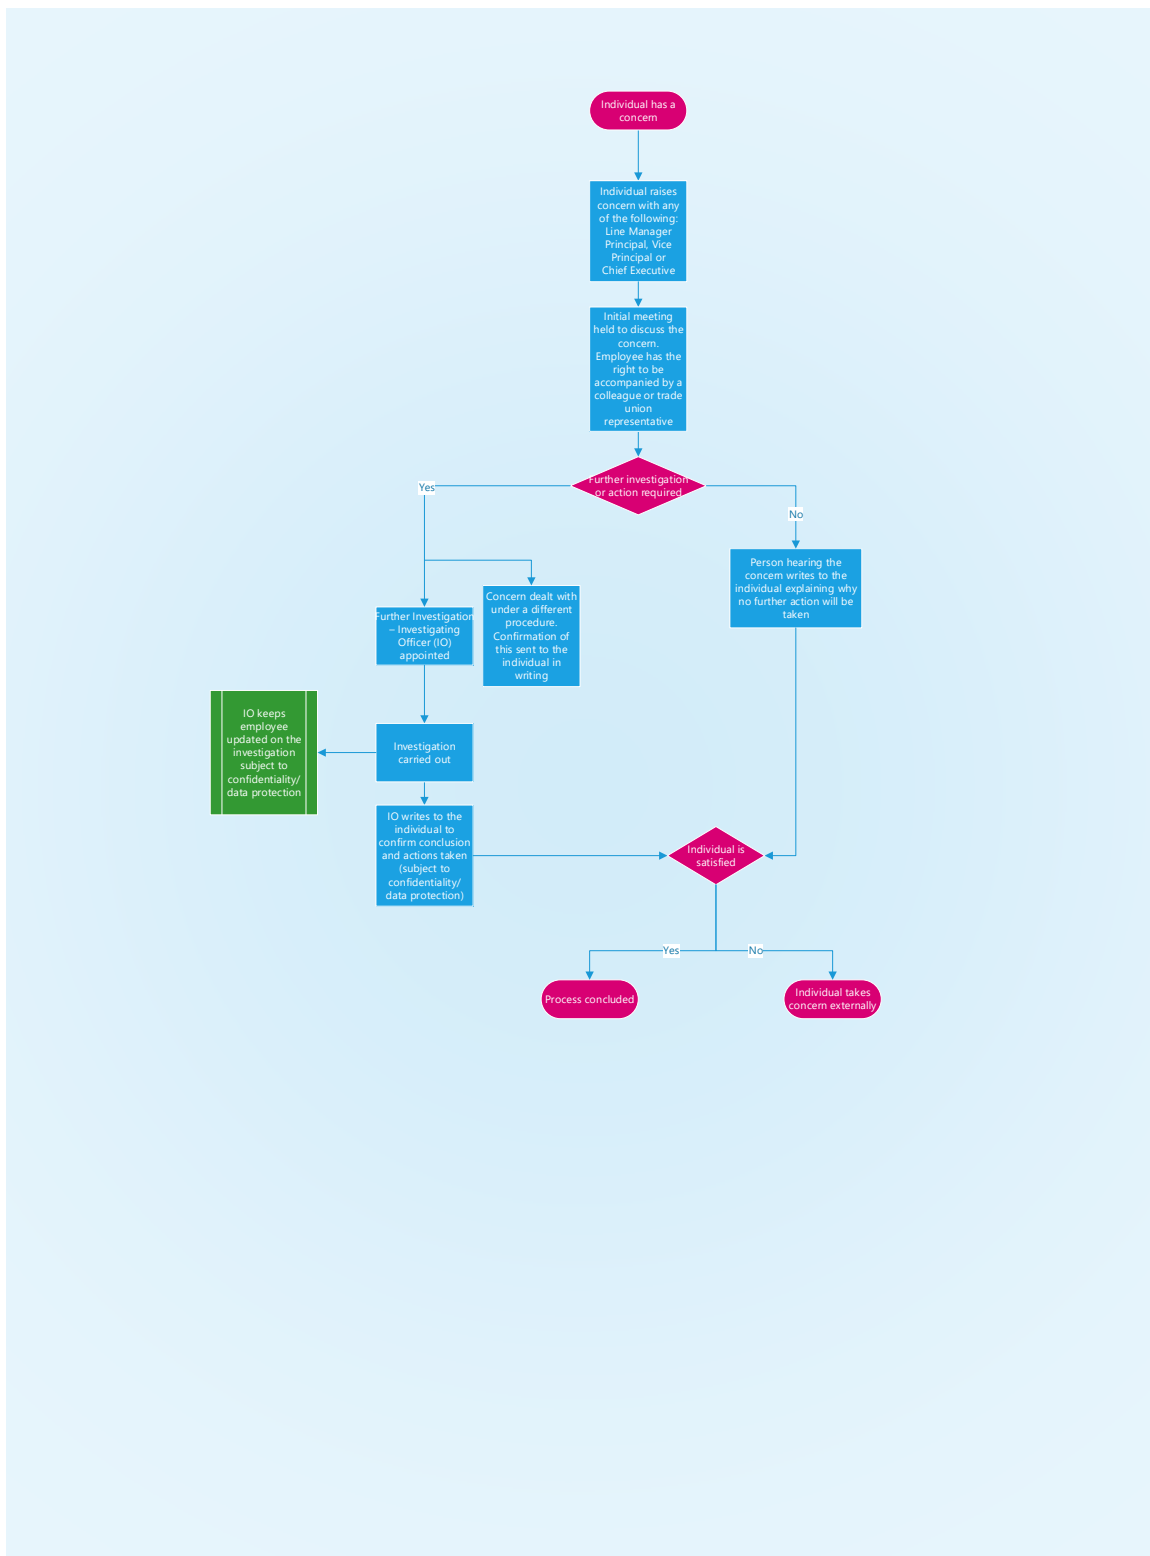 Individual has a
concern
Individual raises
concern with any
of the following:
Line Manager
Principal, Vice
Principal or
Chief Executive
Initial meeting
held to discuss the
concern.
Employee has the
right to be
accompanied by a
colleague or trade
union
representative
Further investigation
or action required
Yes
No
Person hearing the
concern writes to the
individual explaining why
no further action will be
taken
Concern dealt with
under a different
procedure.
Confirmation of
this sent to the
individual in
writing
Further Investigation
– Investigating
Officer (IO)
appointed
IO keeps
employee
updated on the
investigation
subject to
confidentiality/
data protection
Investigation
carried out
IO writes to the
individual to
confirm conclusion
and actions taken
(subject to
confidentiality/
data protection)
Individual is
satisfied
Yes
No
Process concluded
Individual takes
concern externally